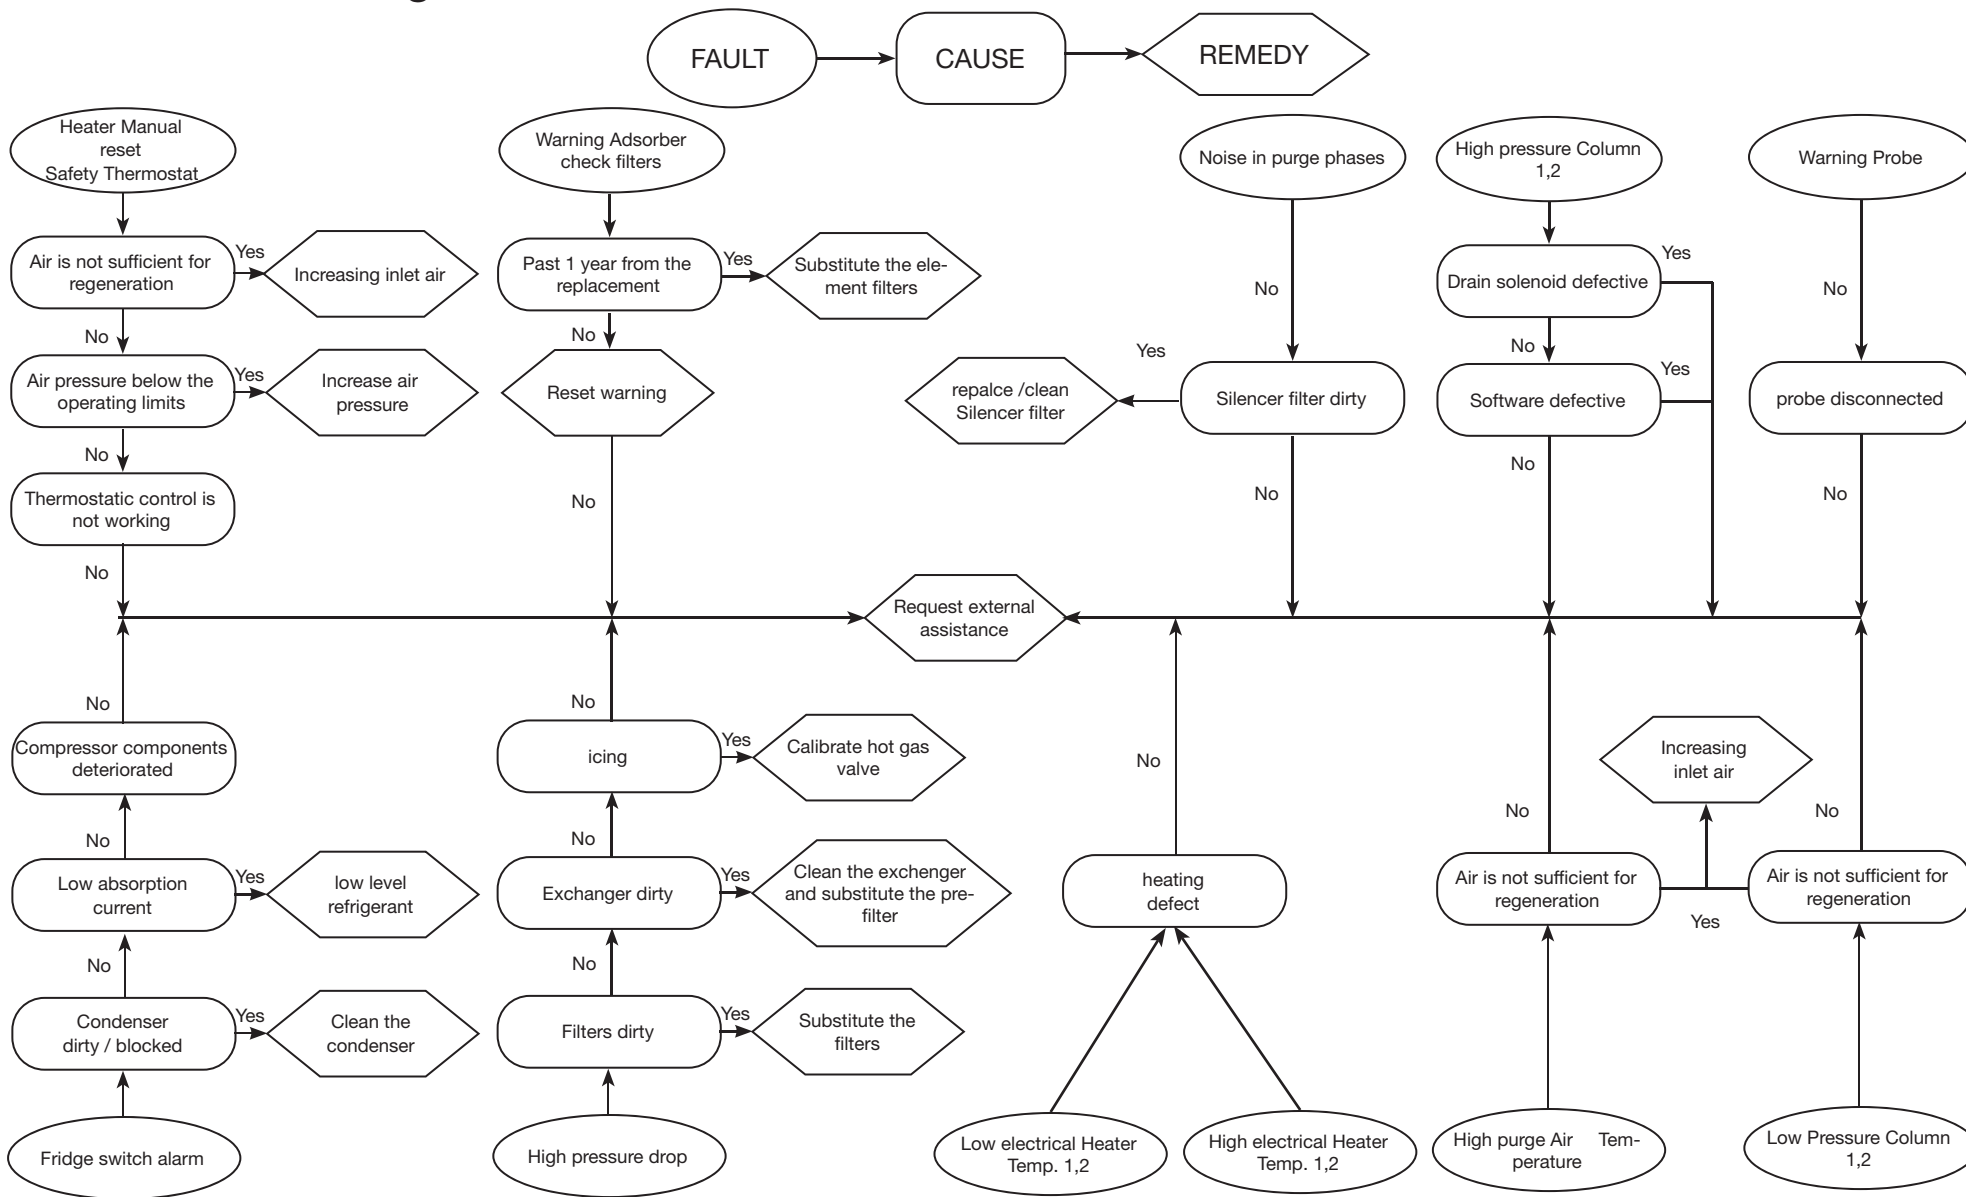 FAULT
CAUSE
REMEDY
Heater Manual
reset
Safety Thermostat
Warning Adsorber
check filters
Noise in purge phases
High pressure Column
1,2
Warning Probe
Air is not sufficient for
regeneration
Yes
Increasing inlet air
Past 1 year from the
replacement
Yes
Substitute the ele-
ment filters
No
Drain solenoid defective
Yes
No
No
Air pressure below the
operating limits
Yes
Increase air
pressure
No
Reset warning
Yes
repalce /clean
Silencer filter
Silencer filter dirty
No
Software defective
Yes
probe disconnected
No
Thermostatic control is
not working
No
No
No
No
No
Request external
assistance
No
Compressor components
deteriorated
No
icing
Yes
Calibrate hot gas
valve
No
Increasing
inlet air
No
No
No
Low absorption
current
Yes
low level
refrigerant
No
Exchanger dirty
Yes
Clean the exchenger
and substitute the pre-
filter
heating
defect
Air is not sufficient for
regeneration
Yes
Air is not sufficient for
regeneration
No
Condenser
dirty / blocked
Yes
Clean the
condenser
No
Filters dirty
Yes
Substitute the
filters
Fridge switch alarm
High pressure drop
Low electrical Heater
Temp. 1,2
High electrical Heater
Temp. 1,2
High purge Air Tem-
perature
Low Pressure Column
1,2